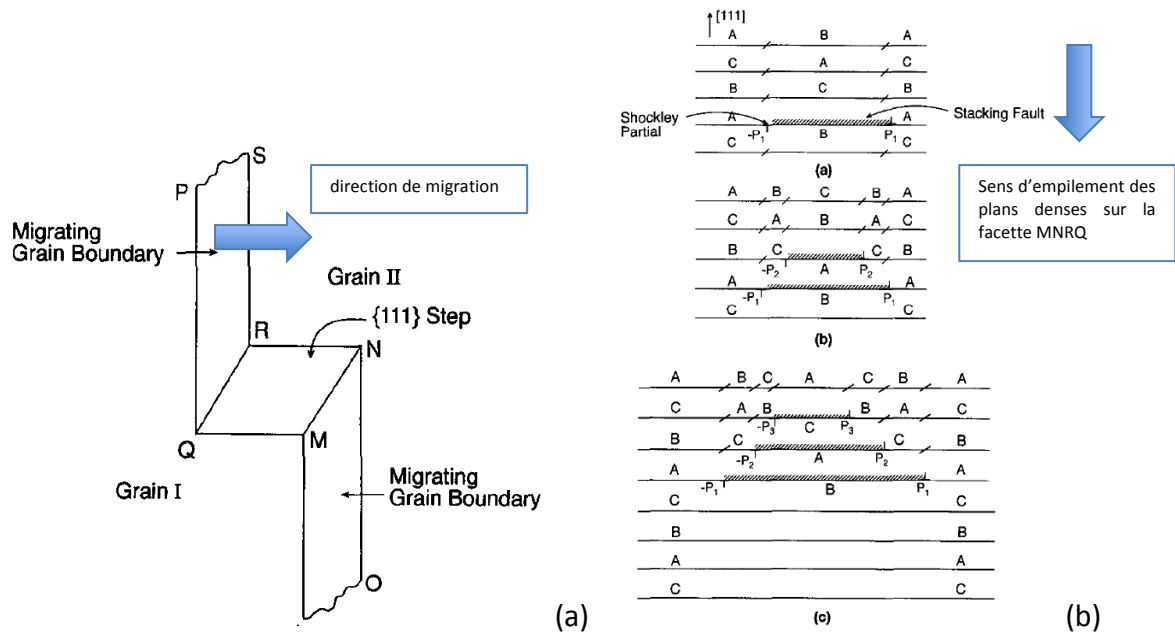 P
S
direction de migration
Migrating
Grain Boundary
Grain II
{111} Step
R
N
Q
M
Grain I
Migrating
Grain Boundary
O
(a)
[111]
A B A
C A C
B C B
Shockley
Partial
Stacking Fault
A A
-P1 B P1
C C
(a)
A B C B A
C A B A C
B C C B
-P2 A P2
A A
-P1 B P1
C C
(b)
A B C A C B A
C A B B A C
-P3 C P3
B C C B
-P2 A P2
A A
-P1 B P1
C C
B B
A A
C C
(c)
Sens d'empilement des
plans denses sur la
facette MNRQ
(b)